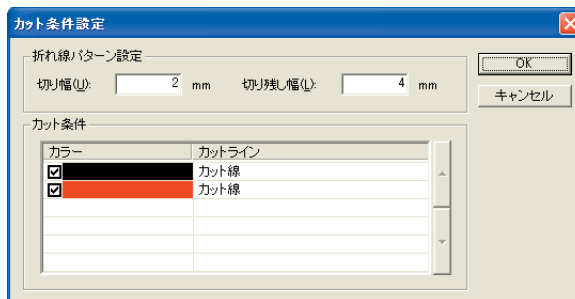 カット条件設定
折れ線パターン設定
切り幅(U): 2 mm 切り残し幅(L): 4 mm
OK
キャンセル
カット条件
カラー カットライン
カット線
カット線